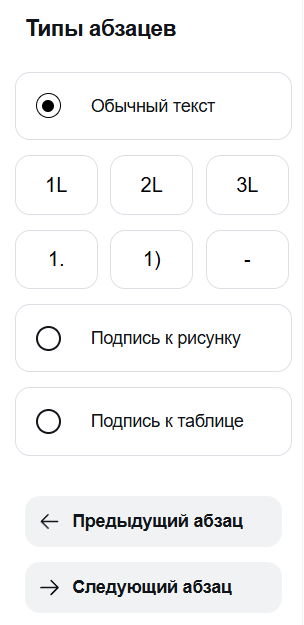 Типы абзацев
Обычный текст
1L 2L 3L
1. 1) -
Подпись к рисунку
Подпись к таблице
Предыдущий абзац
Следующий абзац